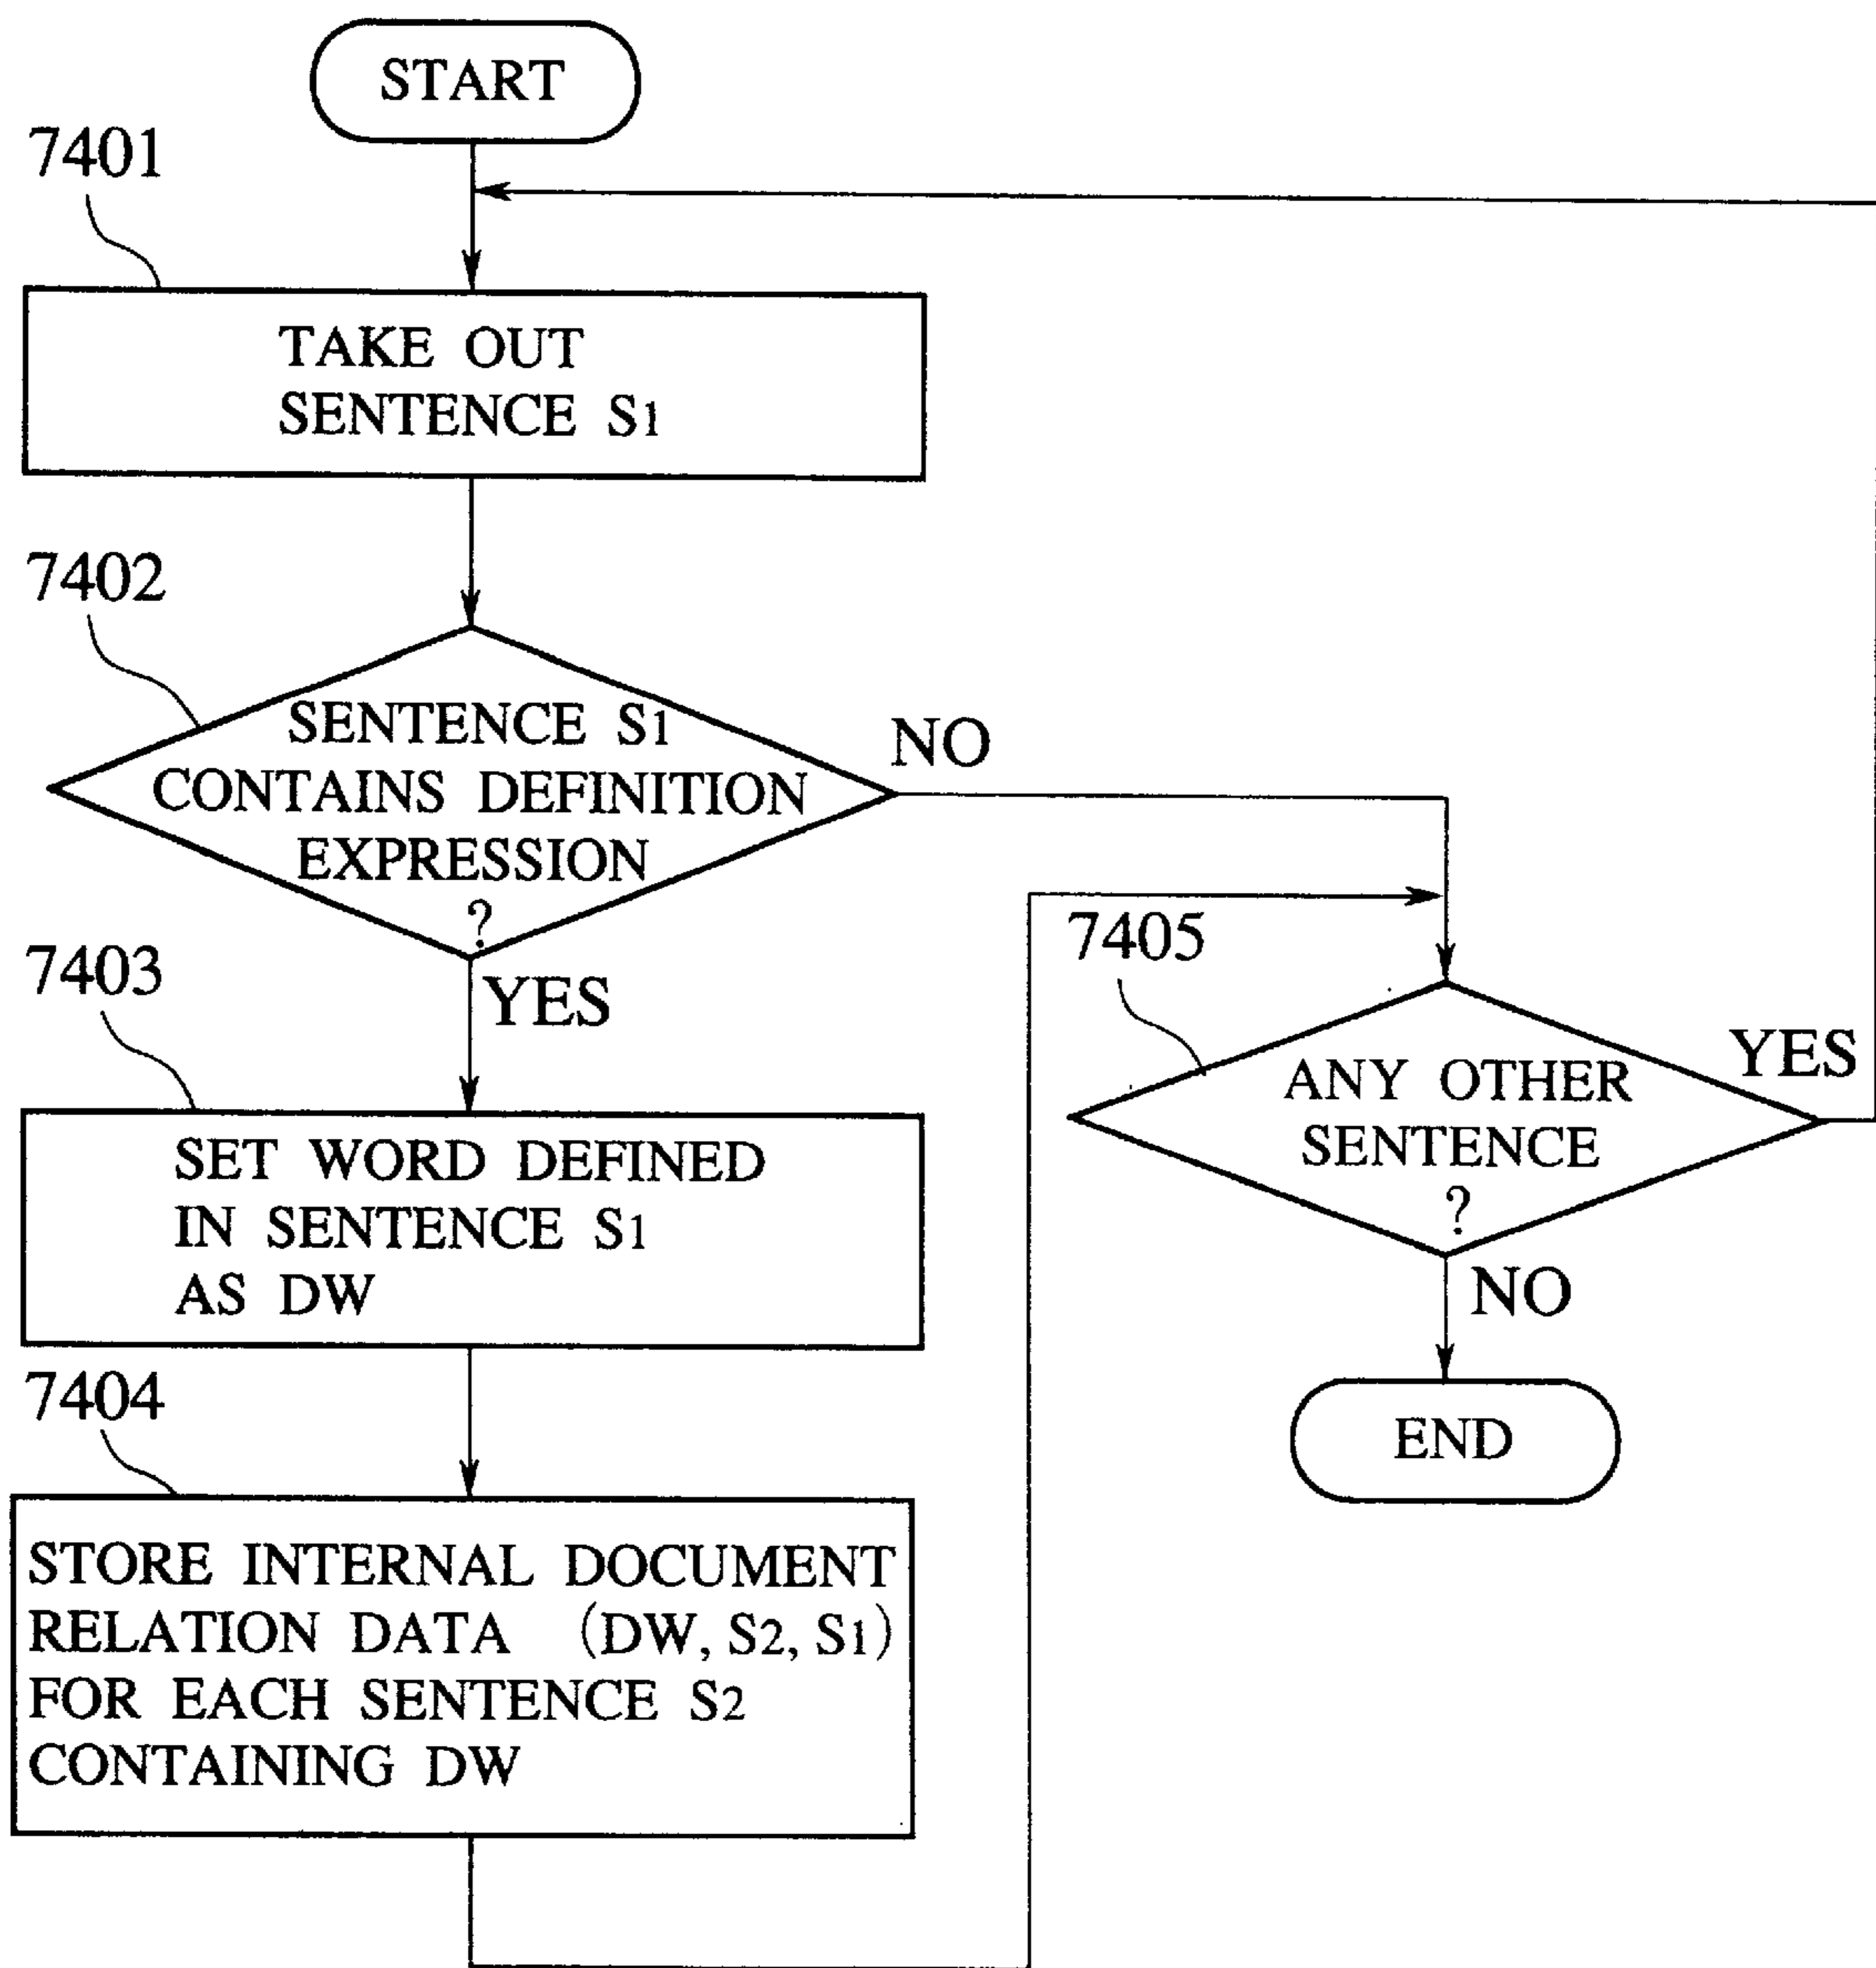 START
7401
TAKE OUT
SENTENCE S1
7402
SENTENCE S1
CONTAINS DEFINITION
EXPRESSION
?
NO
YES
7403
SET WORD DEFINED
IN SENTENCE S1
AS DW
7404
STORE INTERNAL DOCUMENT
RELATION DATA (DW, S2, S1)
FOR EACH SENTENCE S2
CONTAINING DW
7405
ANY OTHER
SENTENCE
?
YES
NO
END